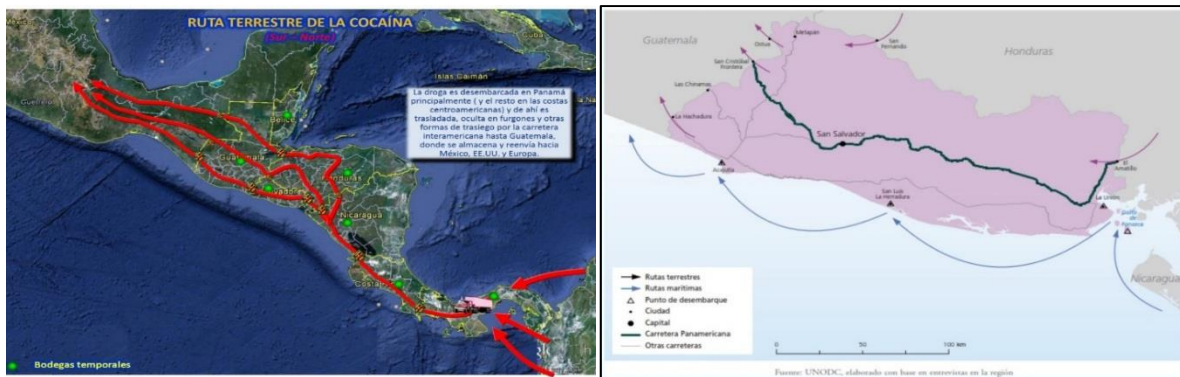 RUTA TERRESTRE DE LA COCAÍNA
(Sur - Norte)
Cuba
Islas Caimán
La droga es desembarcada en Panamá
principalmente ( y el resto en las costas
centroamericanas) y de ahí es
trasladada, oculta en furgones y otras
formas de trasiego por la carretera
interamericana hasta Guatemala,
donde se almacena y reenvía hacia
México, EE.UU. y Europa.
Guerrero
Belice
Guatemala
Nicaragua
Costa
Bodegas temporales
Guatemala
Honduras
Metapán
San
Fernando
San Cristóbal
Frontera
Las Chinamas
La Hachadura
San Salvador
Acajutla
San Luis
La Herradura
El
Amatillo
La Unión
Golfo de
Fonseca
Nicaragua
Rutas terrestres
Rutas marítimas
Punto de desembarque
Ciudad
Capital
Carretera Panamericana
Otras carreteras
0 50 100 km
Fuente: UNODC, elaborado con base en entrevistas en la región